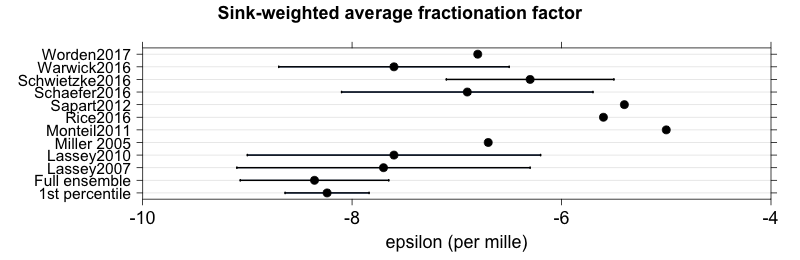 Sink-weighted average fractionation factor
Worden2017
Warwick2016
Schwietzke2016
Schaefer2016
Sapart2012
Rice2016
Monteil2011
Miller 2005
Lassey2010
Lassey2007
Full ensemble
1st percentile
-10 -8 -6 -4
epsilon (per mille)